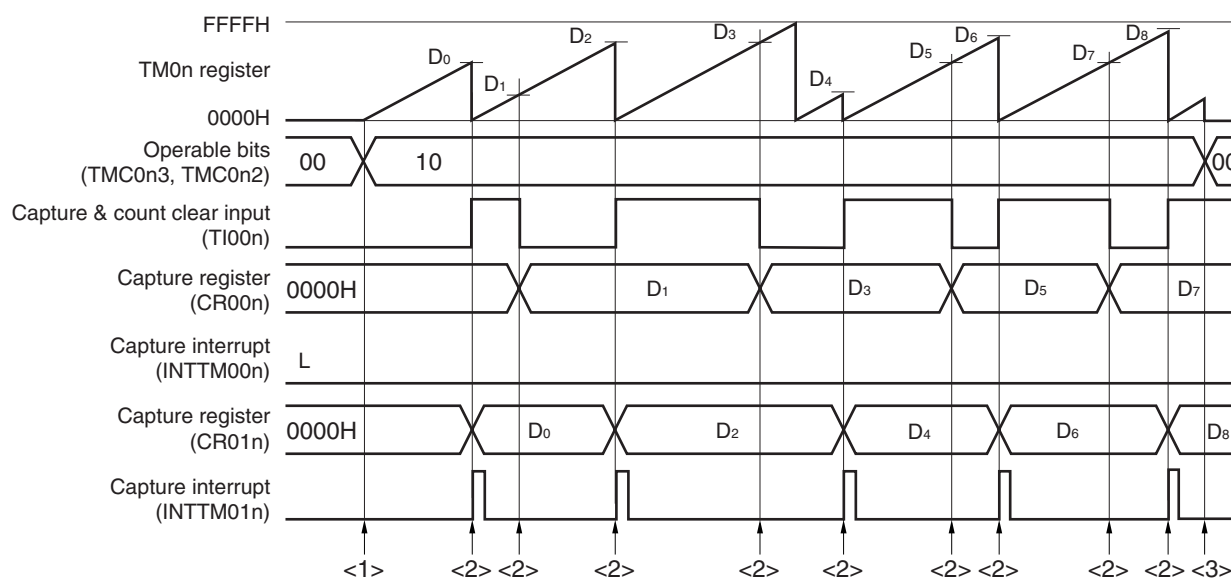 FFFFH
TM0n register
0000H
D0 D1 D2 D3 D4 D5 D6 D7 D8
Operable bits
(TMC0n3, TMC0n2)
00 10 00
Capture & count clear input
(TI00n)
Capture register
(CR00n)
0000H D1 D3 D5 D7
Capture interrupt
(INTTM00n)
L
Capture register
(CR01n)
0000H D0 D2 D4 D6 D8
Capture interrupt
(INTTM01n)
<1> <2> <2> <2> <2> <2> <2> <2> <2> <2> <3>